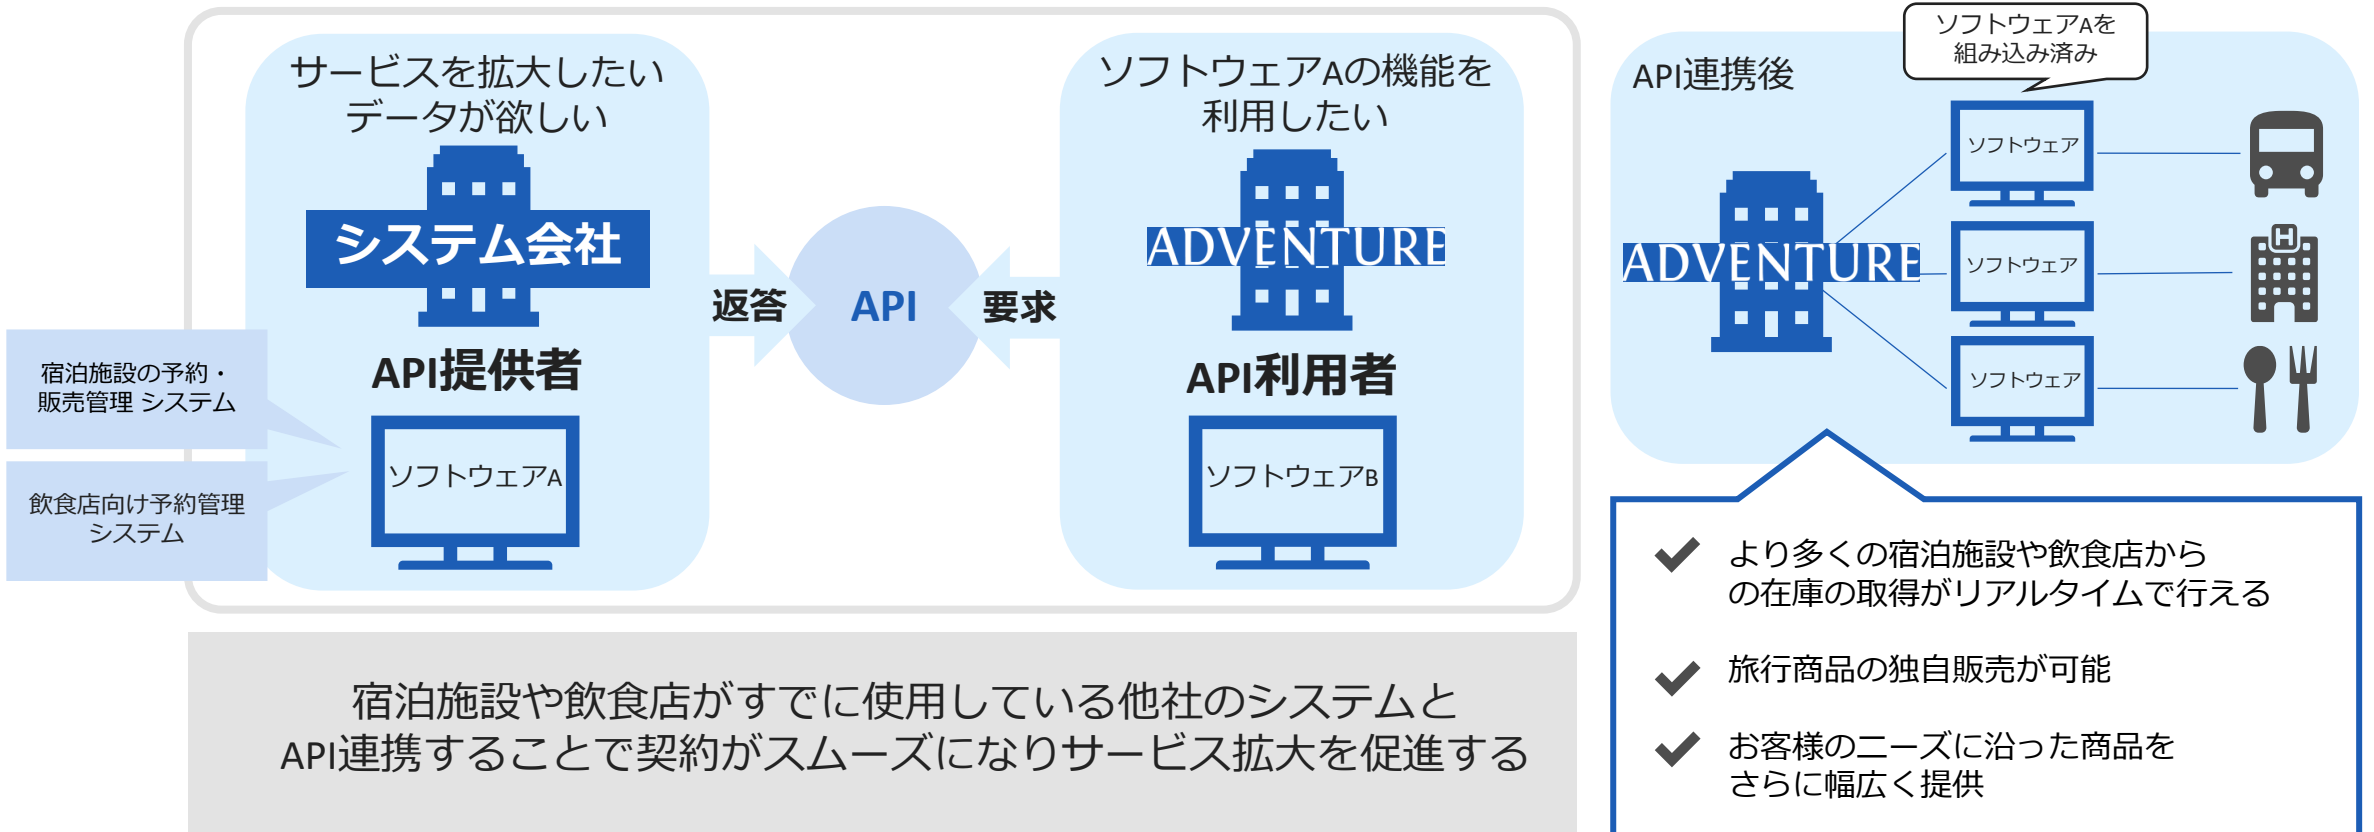 サービスを拡大したい
データが欲しい
システム会社
API提供者
ソフトウェアA
宿泊施設の予約・
販売管理 システム
飲食店向け予約管理
システム
返答
API
要求
ソフトウェアAの機能を
利用したい
ADVENTURE
API利用者
ソフトウェアB
宿泊施設や飲食店がすでに使用している他社のシステムと
API連携することで契約がスムーズになりサービス拡大を促進する
API連携後
ソフトウェアAを
組み込み済み
ADVENTURE
ソフトウェア
ソフトウェア
ソフトウェア
H
より多くの宿泊施設や飲食店から
の在庫の取得がリアルタイムで行える
旅行商品の独自販売が可能
お客様のニーズに沿った商品を
さらに幅広く提供